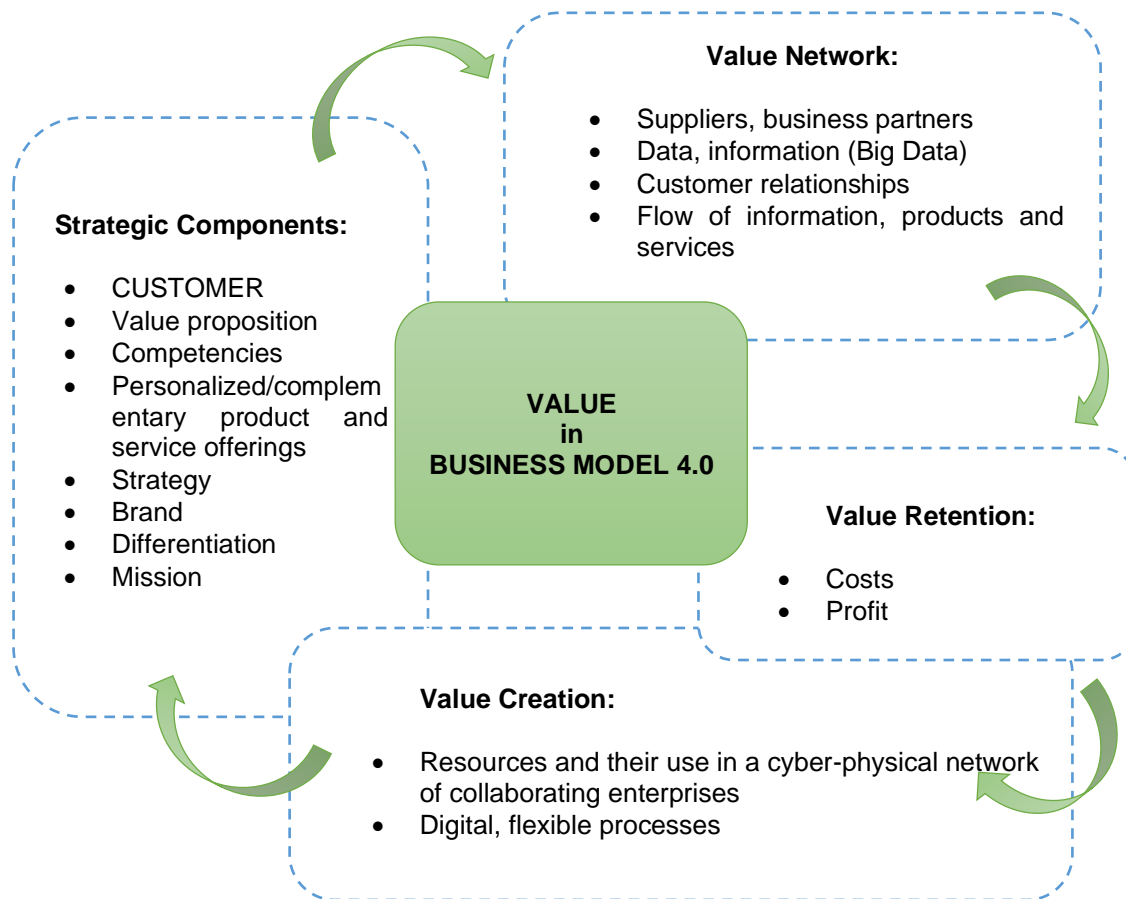 Value Network:
• Suppliers, business partners
• Data, information (Big Data)
• Customer relationships
• Flow of information, products and
services
Strategic Components:
• CUSTOMER
• Value proposition
• Competencies
• Personalized/complem
entary product and
service offerings
• Strategy
• Brand
• Differentiation
• Mission
VALUE
in
BUSINESS MODEL 4.0
Value Retention:
• Costs
• Profit
Value Creation:
• Resources and their use in a cyber-physical network
of collaborating enterprises
• Digital, flexible processes